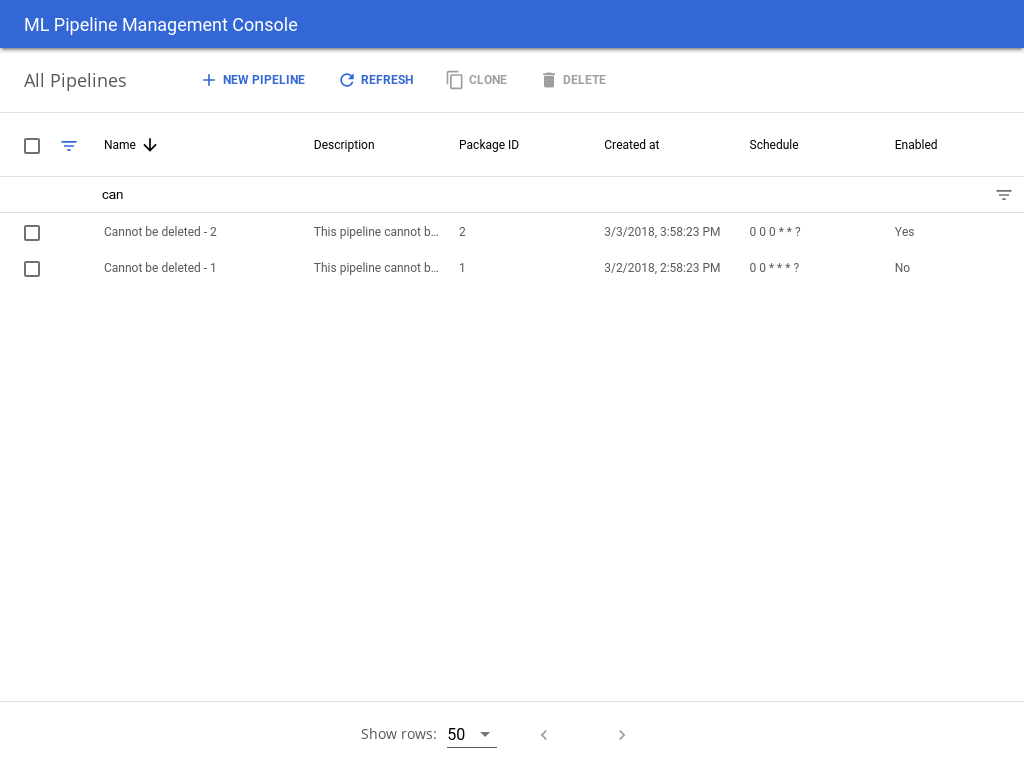 ML Pipeline Management Console
All Pipelines NEW PIPELINE REFRESH CLONE DELETE
Name Description Package ID Created at Schedule Enabled
can
Cannot be deleted - 2 This pipeline cannot b... 2 3/3/2018, 3:58:23 PM 0 0 0 * * ? Yes
Cannot be deleted - 1 This pipeline cannot b... 1 3/2/2018, 2:58:23 PM 0 0 * * * ? No
Show rows: 50